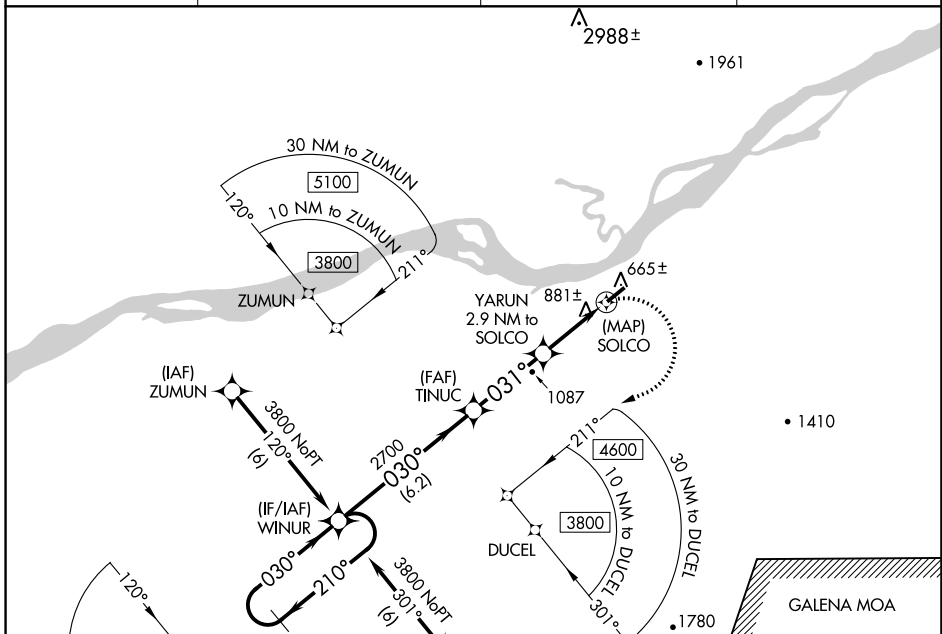 2988±
1961
30 NM to ZUMUN
5100
120°
10 NM to ZUMUN
3800
211°
ZUMUN
665±
881±
YARUN
2.9 NM to
SOLCO
(MAP)
SOLCO
(IAF)
ZUMUN
(FAF)
TINUC
031°
1087
3800 NoPT
120°
(6)
2700
030°
(6.2)
211°
4600
1410
30 NM to DUCEL
10 NM to DUCEL
3800
DUCEL
301°
(IF/IAF)
WINUR
030°
210°
3800 NoPT
301°
(6)
120°
GALENA MOA
1780